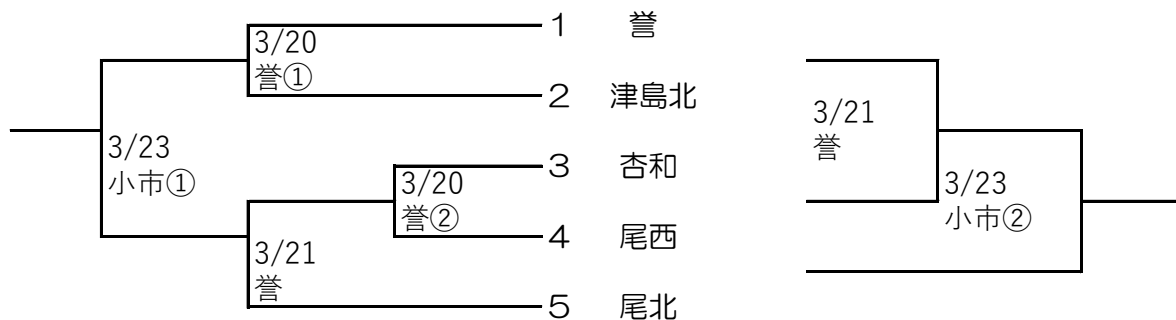 1 誉
3/20
誉①
2 津島北
3/23
小市①
3 杏和
3/20
誉②
4 尾西
3/21
誉
5 尾北
3/21
誉
3/23
小市②